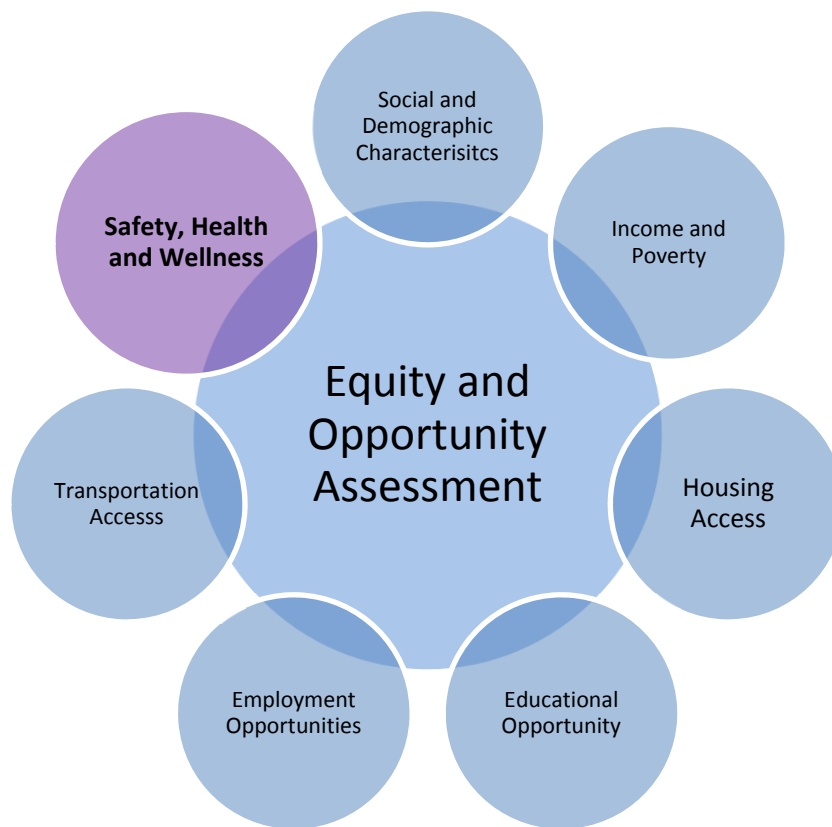 Social and
Demographic
Characterisitcs
Income and
Poverty
Housing
Access
Educational
Opportunity
Employment
Opportunities
Transportation
Accesss
Safety, Health
and Wellness
Equity and
Opportunity
Assessment